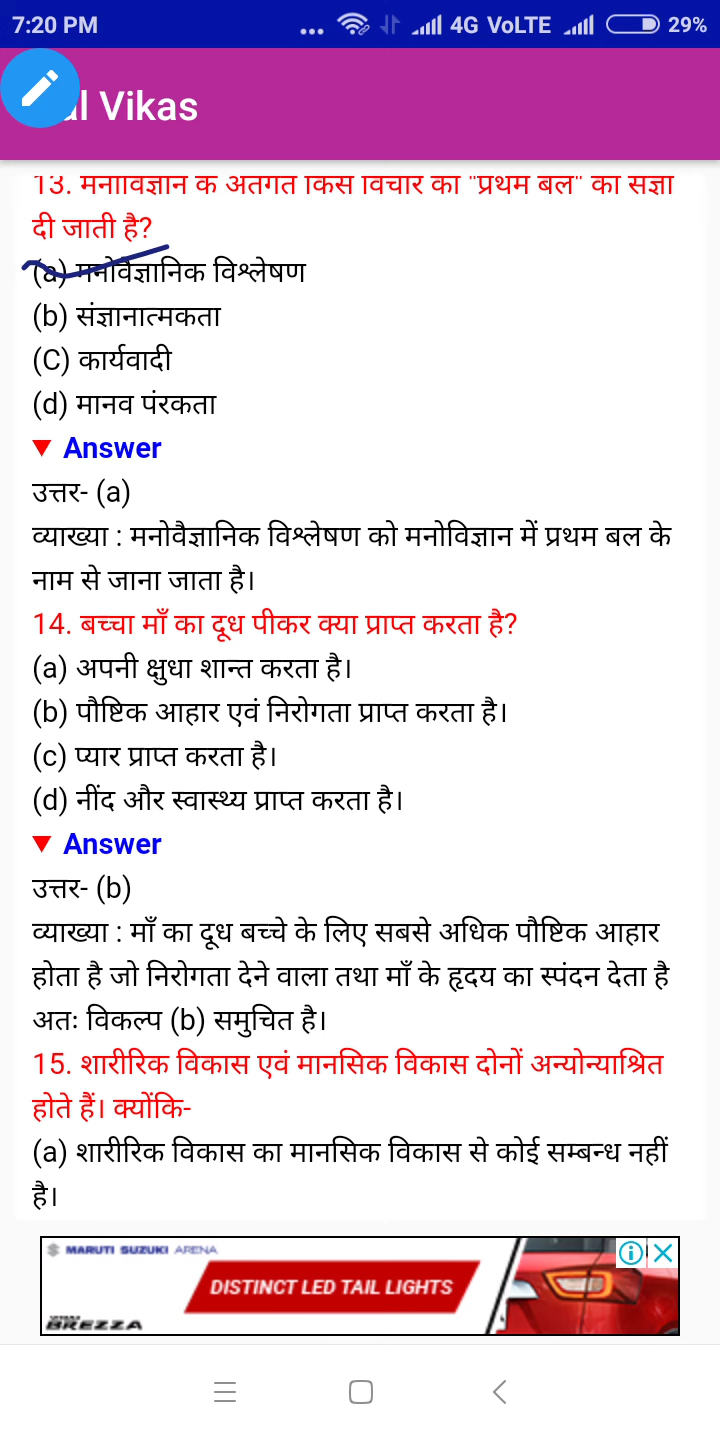 7:20 PM ... 4G VoLTE 29%
al Vikas
13. मनोविज्ञान के अंतर्गत किस विचार को "प्रथम बल" की संज्ञा
दी जाती है?
(a) मनोवैज्ञानिक विश्लेषण
(b) संज्ञानात्मकता
(C) कार्यवादी
(d) मानव पंरकता
▼ Answer
उत्तर- (a)
व्याख्या : मनोवैज्ञानिक विश्लेषण को मनोविज्ञान में प्रथम बल के
नाम से जाना जाता है।
14. बच्चा माँ का दूध पीकर क्या प्राप्त करता है?
(a) अपनी क्षुधा शान्त करता है।
(b) पौष्टिक आहार एवं निरोगता प्राप्त करता है।
(c) प्यार प्राप्त करता है।
(d) नींद और स्वास्थ्य प्राप्त करता है।
▼ Answer
उत्तर- (b)
व्याख्या : माँ का दूध बच्चे के लिए सबसे अधिक पौष्टिक आहार
होता है जो निरोगता देने वाला तथा माँ के हृदय का स्पंदन देता है
अतः विकल्प (b) समुचित है।
15. शारीरिक विकास एवं मानसिक विकास दोनों अन्योन्याश्रित
होते हैं। क्योंकि-
(a) शारीरिक विकास का मानसिक विकास से कोई सम्बन्ध नहीं
है।
MARUTI SUZUKI ARENA
DISTINCT LED TAIL LIGHTS
BREZZA